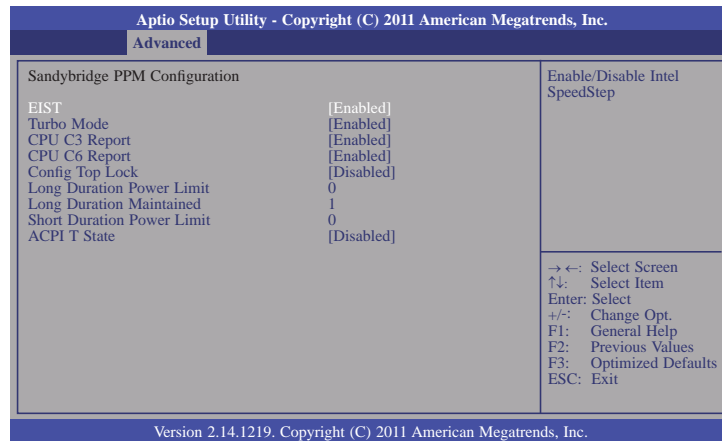 Aptio Setup Utility - Copyright (C) 2011 American Megatrends, Inc.
Advanced
Sandybridge PPM Configuration
EIST [Enabled]
Turbo Mode [Enabled]
CPU C3 Report [Enabled]
CPU C6 Report [Enabled]
Config Top Lock [Disabled]
Long Duration Power Limit 0
Long Duration Maintained 1
Short Duration Power Limit 0
ACPI T State [Disabled]
Enable/Disable Intel
SpeedStep
→←: Select Screen
↑↓: Select Item
Enter: Select
+/-: Change Opt.
F1: General Help
F2: Previous Values
F3: Optimized Defaults
ESC: Exit
Version 2.14.1219. Copyright (C) 2011 American Megatrends, Inc.